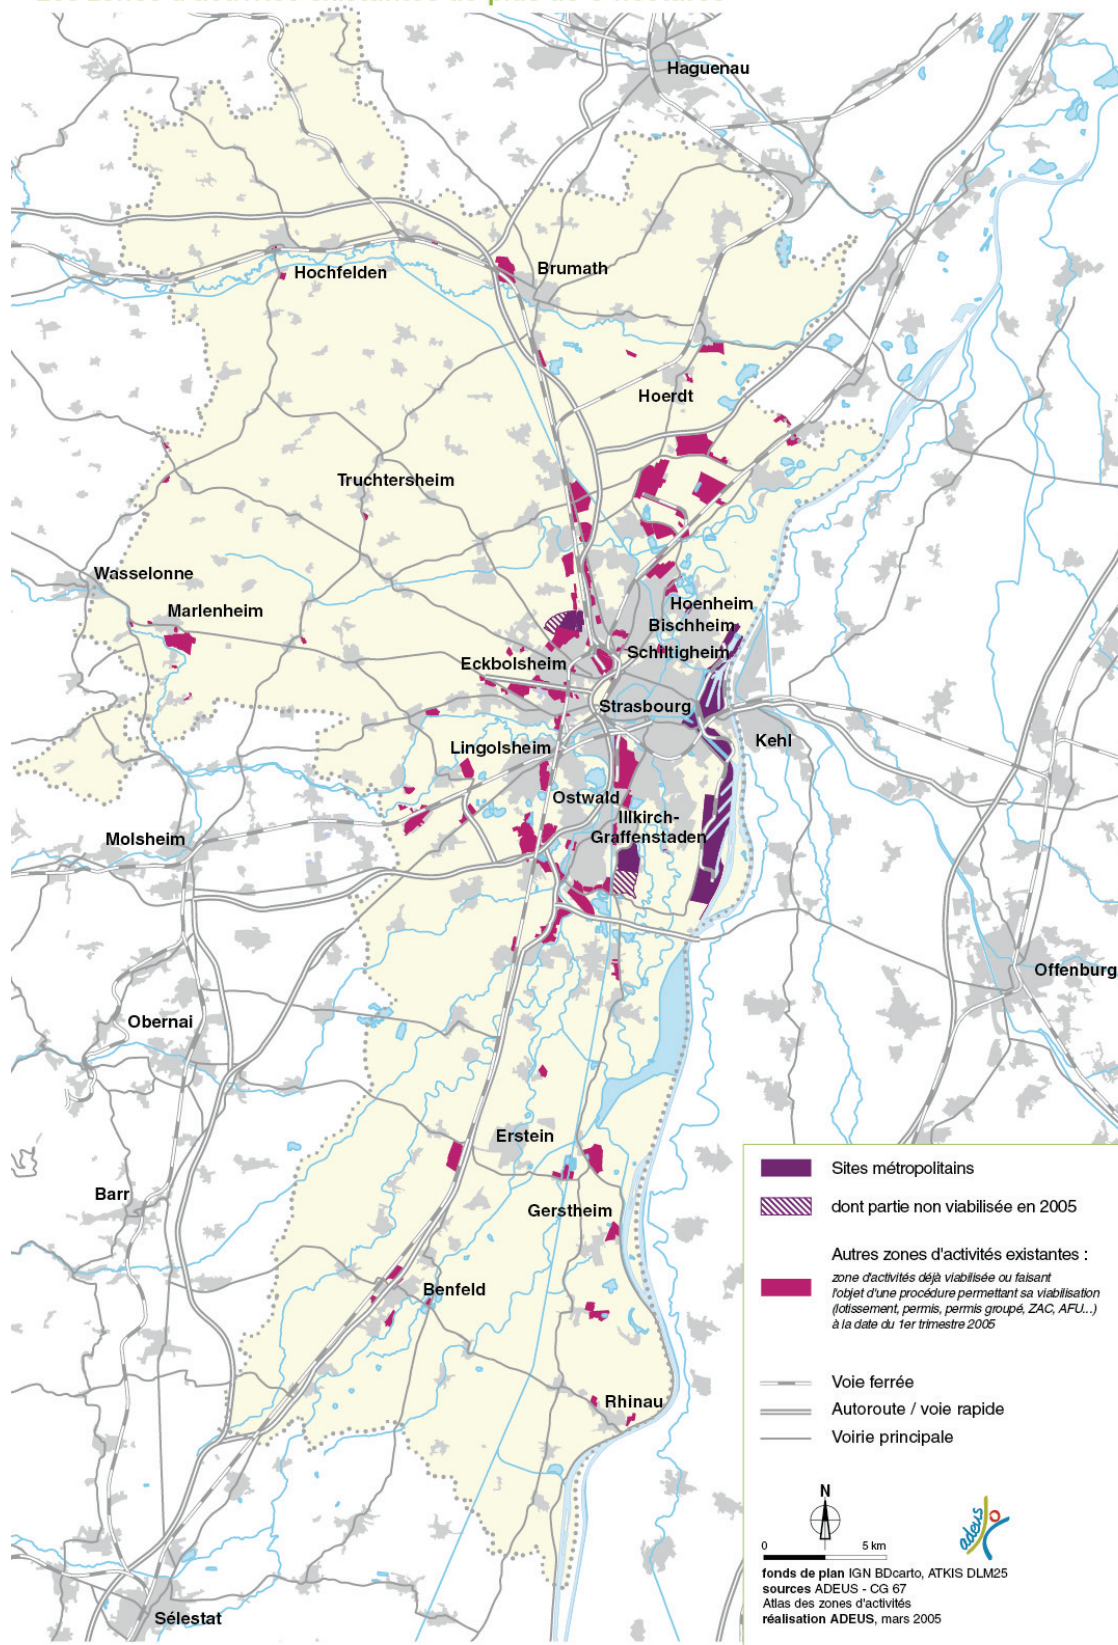 Haguenau
Brumath
Hochfelden
Hoerdt
Truchtersheim
Wasselonne
Marlenheim
Hoenheim
Bischheim
Schiltigheim
Eckbolsheim
Strasbourg
Kehl
Lingolsheim
Ostwald
Illkirch-
Graffenstaden
Molsheim
Offenburg
Obernai
Erstein
Barr
Gerstheim
Benfeld
Rhinau
Sélestat
Sites métropolitains
dont partie non viabilisée en 2005
Autres zones d'activités existantes :
zone d'activités déjà viabilisée ou faisant
l'objet d'une procédure permettant sa viabilisation
(lotissement, permis, permis groupé, ZAC, AFU...)
à la date du 1er trimestre 2005
Voie ferrée
Autoroute / voie rapide
Voirie principale
N
0 5 km
adeus
fonds de plan IGN BDcarto, ATKIS DLM25
sources ADEUS - CG 67
Atlas des zones d'activités
réalisation ADEUS, mars 2005